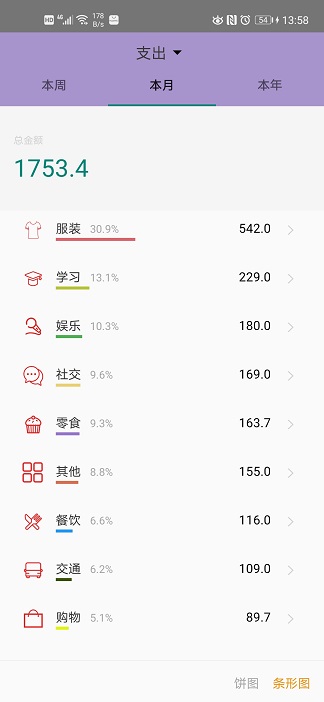 HD 4G 178 B/s 54 13:58
支出
本周 本月 本年
总金额
1753.4
服装 30.9% 542.0
学习 13.1% 229.0
娱乐 10.3% 180.0
社交 9.6% 169.0
零食 9.3% 163.7
其他 8.8% 155.0
餐饮 6.6% 116.0
交通 6.2% 109.0
购物 5.1% 89.7
饼图 条形图